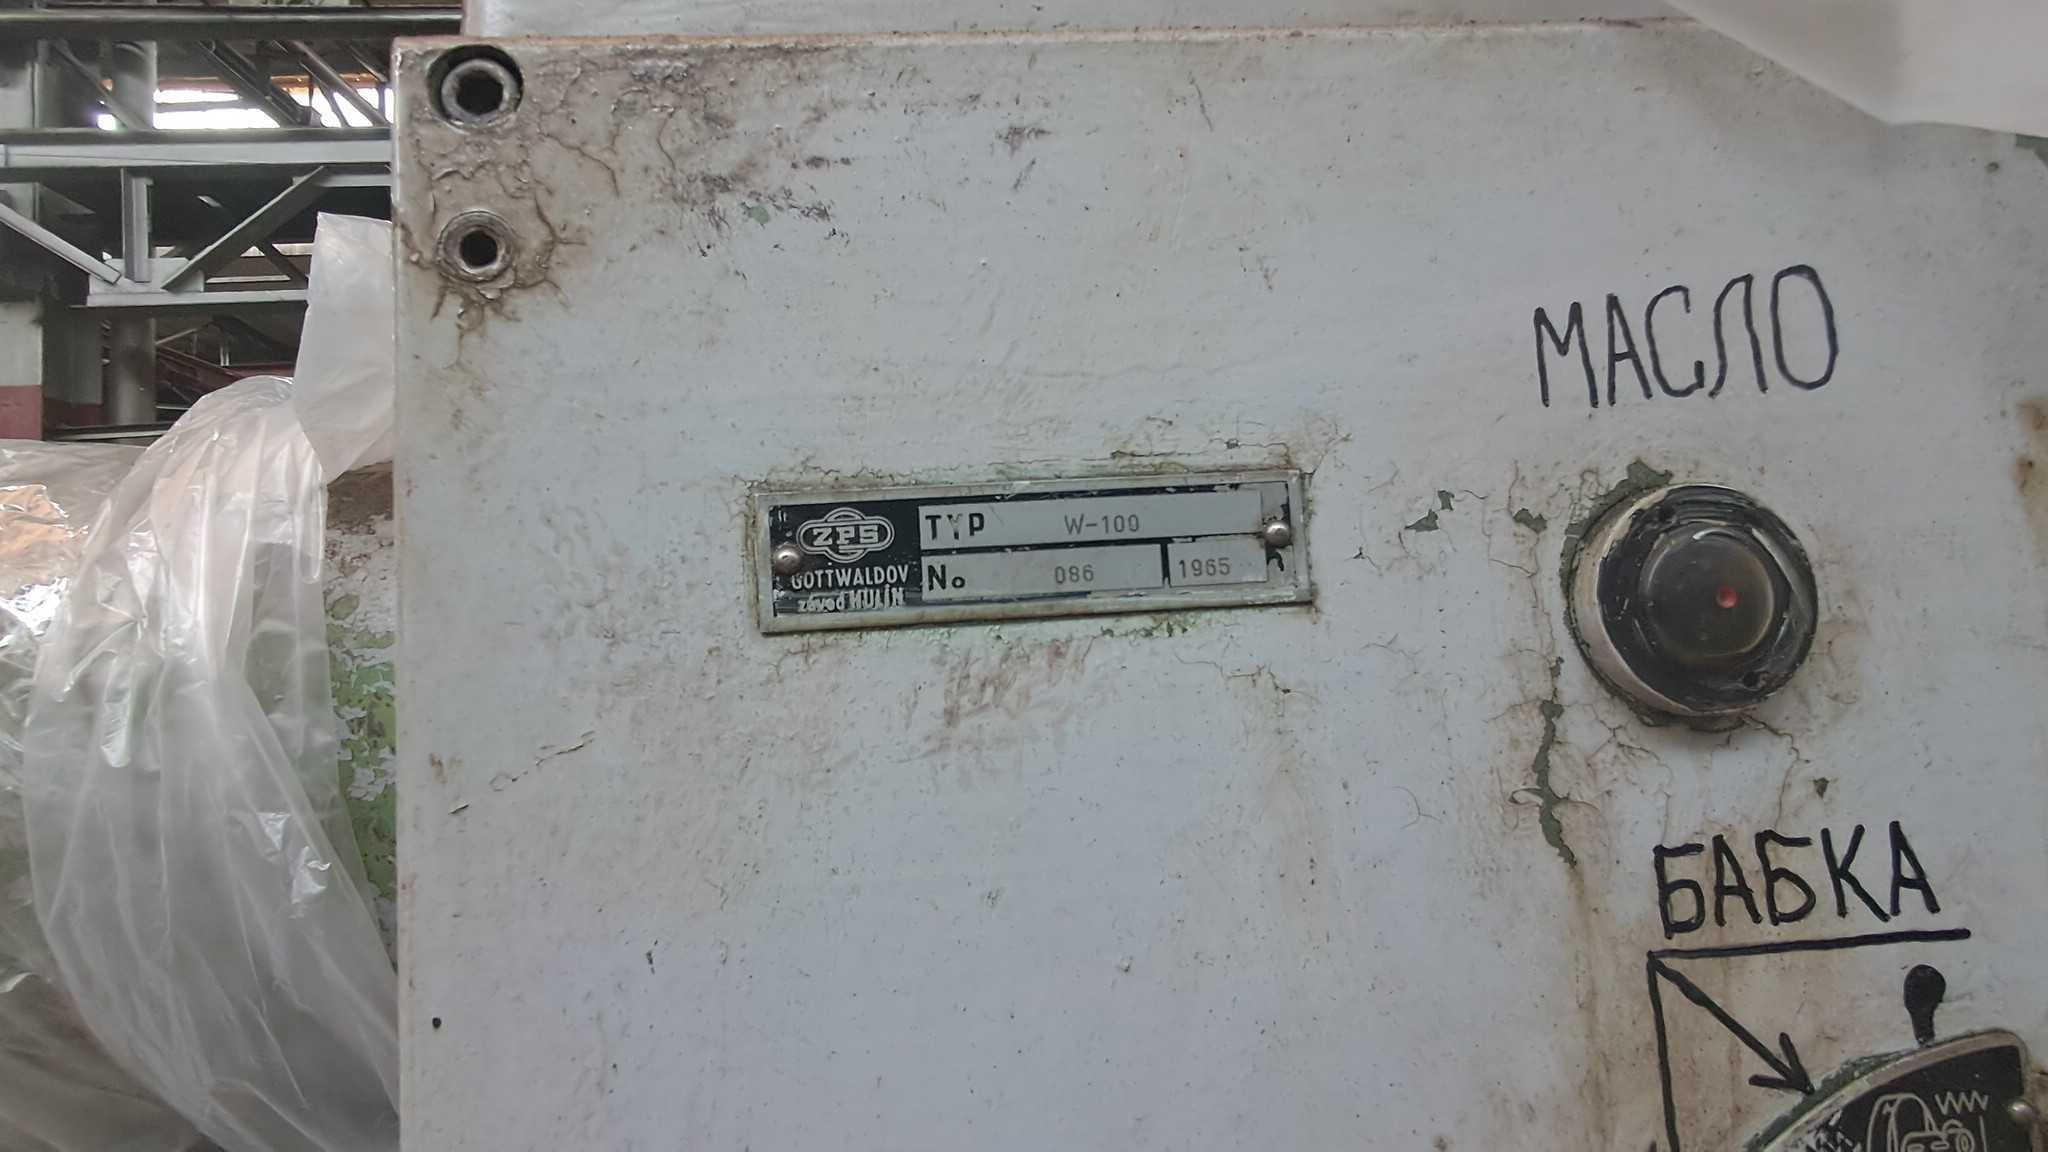 МАСЛО
ZPS
GOTTWALDOV
závod HULÍN
TYP W-100
No 086 1965
БАБКА